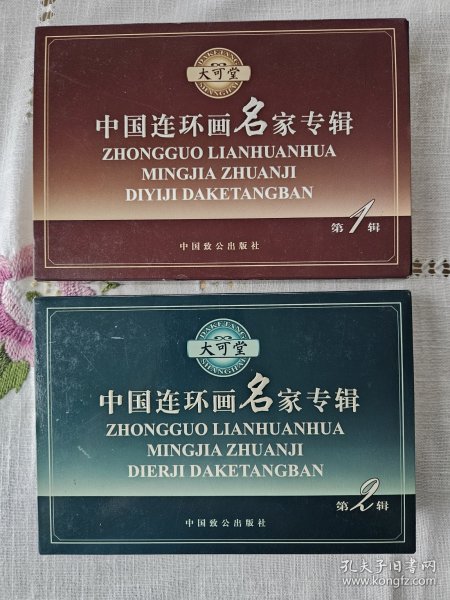 DAKETANG
大可堂
SHANGHAI
中国连环画名家专辑
ZHONGGUO LIANHUANHUA
MINGJIA ZHUANJI
DIYIJI DAKETANGBAN
第1辑
中国致公出版社
DAKETANG
大可堂
SHANGHAI
中国连环画名家专辑
ZHONGGUO LIANHUANHUA
MINGJIA ZHUANJI
DIERJI DAKETANGBAN
第2辑
中国致公出版社
孔夫子旧书网
www.kongfz.com